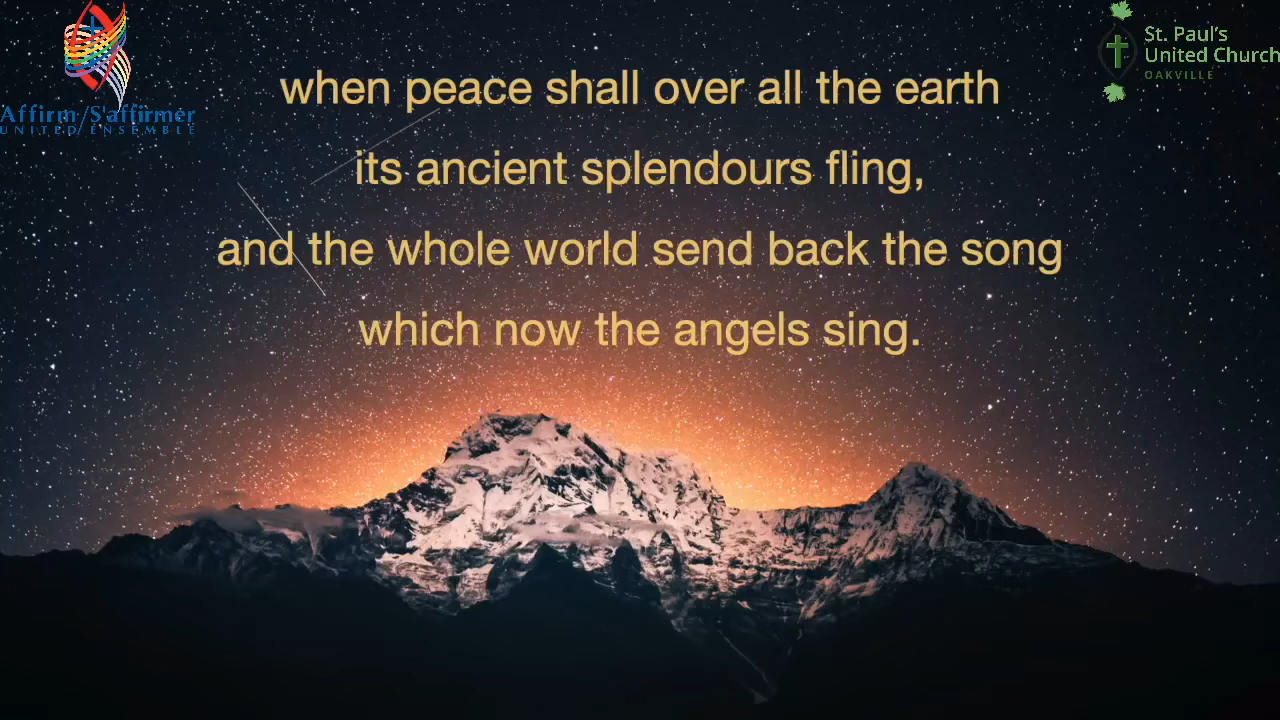 Affirm/S'affirmer
UNITED/ENSEMBLE
St. Paul's
United Church
OAKVILLE
when peace shall over all the earth
its ancient splendours fling,
and the whole world send back the song
which now the angels sing.